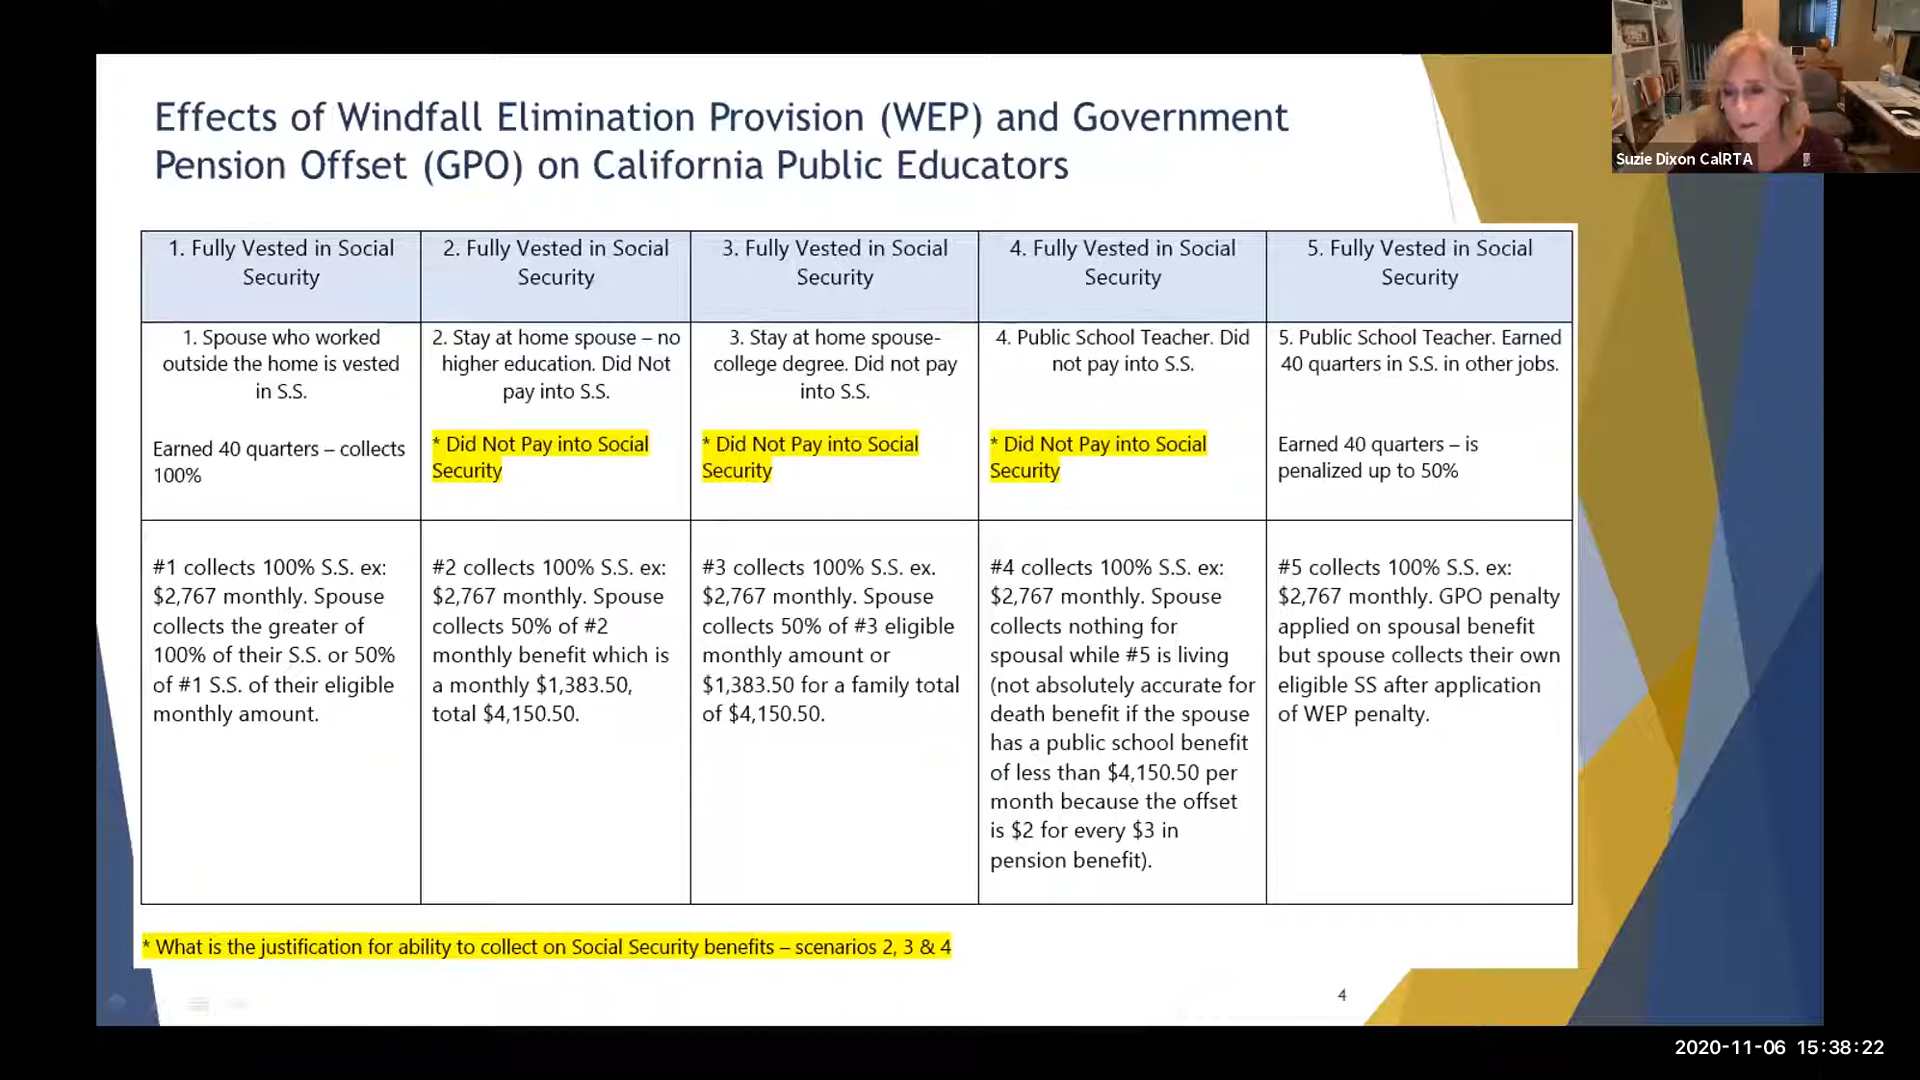 Effects of Windfall Elimination Provision (WEP) and Government
Pension Offset (GPO) on California Public Educators
Suzie Dixon CalRTA
1. Fully Vested in Social
Security
2. Fully Vested in Social
Security
3. Fully Vested in Social
Security
4. Fully Vested in Social
Security
5. Fully Vested in Social
Security
1. Spouse who worked
outside the home is vested
in S.S.
Earned 40 quarters – collects
100%
2. Stay at home spouse – no
higher education. Did Not
pay into S.S.
* Did Not Pay into Social
Security
3. Stay at home spouse-
college degree. Did not pay
into S.S.
* Did Not Pay into Social
Security
4. Public School Teacher. Did
not pay into S.S.
* Did Not Pay into Social
Security
5. Public School Teacher. Earned
40 quarters in S.S. in other jobs.
Earned 40 quarters – is
penalized up to 50%
#1 collects 100% S.S. ex:
$2,767 monthly. Spouse
collects the greater of
100% of their S.S. or 50%
of #1 S.S. of their eligible
monthly amount.
#2 collects 100% S.S. ex:
$2,767 monthly. Spouse
collects 50% of #2
monthly benefit which is
a monthly $1,383.50,
total $4,150.50.
#3 collects 100% S.S. ex.
$2,767 monthly. Spouse
collects 50% of #3 eligible
monthly amount or
$1,383.50 for a family total
of $4,150.50.
#4 collects 100% S.S. ex:
$2,767 monthly. Spouse
collects nothing for
spousal while #5 is living
(not absolutely accurate for
death benefit if the spouse
has a public school benefit
of less than $4,150.50 per
month because the offset
is $2 for every $3 in
pension benefit).
#5 collects 100% S.S. ex:
$2,767 monthly. GPO penalty
applied on spousal benefit
but spouse collects their own
eligible SS after application
of WEP penalty.
* What is the justification for ability to collect on Social Security benefits – scenarios 2, 3 & 4
4
2020-11-06 15:38:22